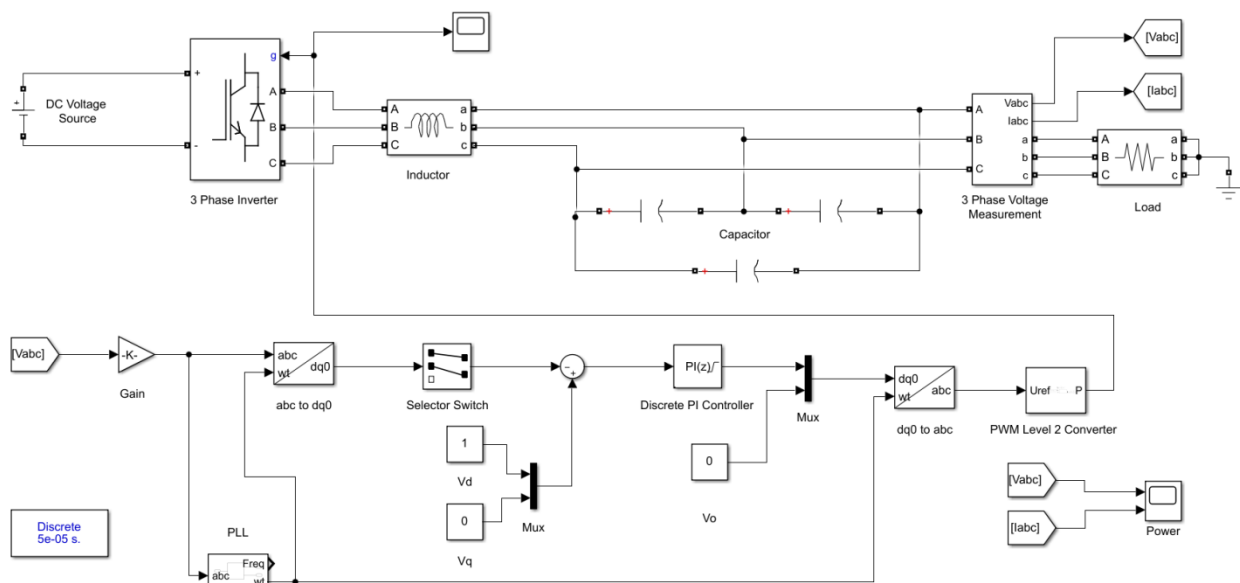 [Vabc]
g
+
A
DC Voltage
Source
+
Vabc
[Iabc]
A
a
A
Iabc
B
B
b
B
a
A
a
-
C
C
c
C
b
B
b
c
C
c
3 Phase Inverter
Inductor
+
+
3 Phase Voltage
Measurement
Load
Capacitor
+
[Vabc]
-K-
abc
wt
dq0
-
+
PI(z)
dq0
wt
abc
Uref
P
Gain
abc to dq0
Selector Switch
Discrete PI Controller
Mux
dq0 to abc
PWM Level 2 Converter
1
0
Vd
[Vabc]
0
Mux
Vo
[Iabc]
Discrete
5e-05 s.
PLL
Vq
Power
Freq
abc
wt